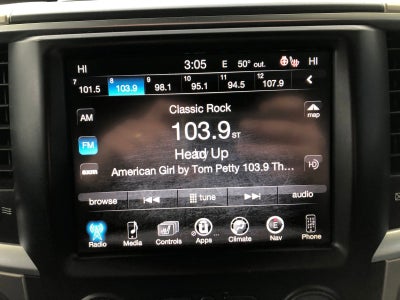 HI 3:05 E 50° out. HI
7 8 9 10 11 12
101.5 103.9 98.1 95.1 94.5 107.9
Classic Rock
AM
map
103.9 ST
FM
Head Up
sxm
HD
American Girl by Tom Petty 103.9 Th...
browse tune audio
Radio Media Controls Apps Climate E Nav Phone